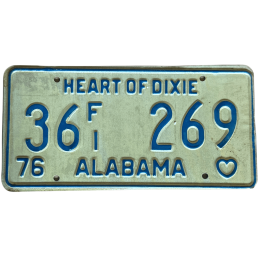 HEART OF DIXIE
36 FI 269
76 ALABAMA